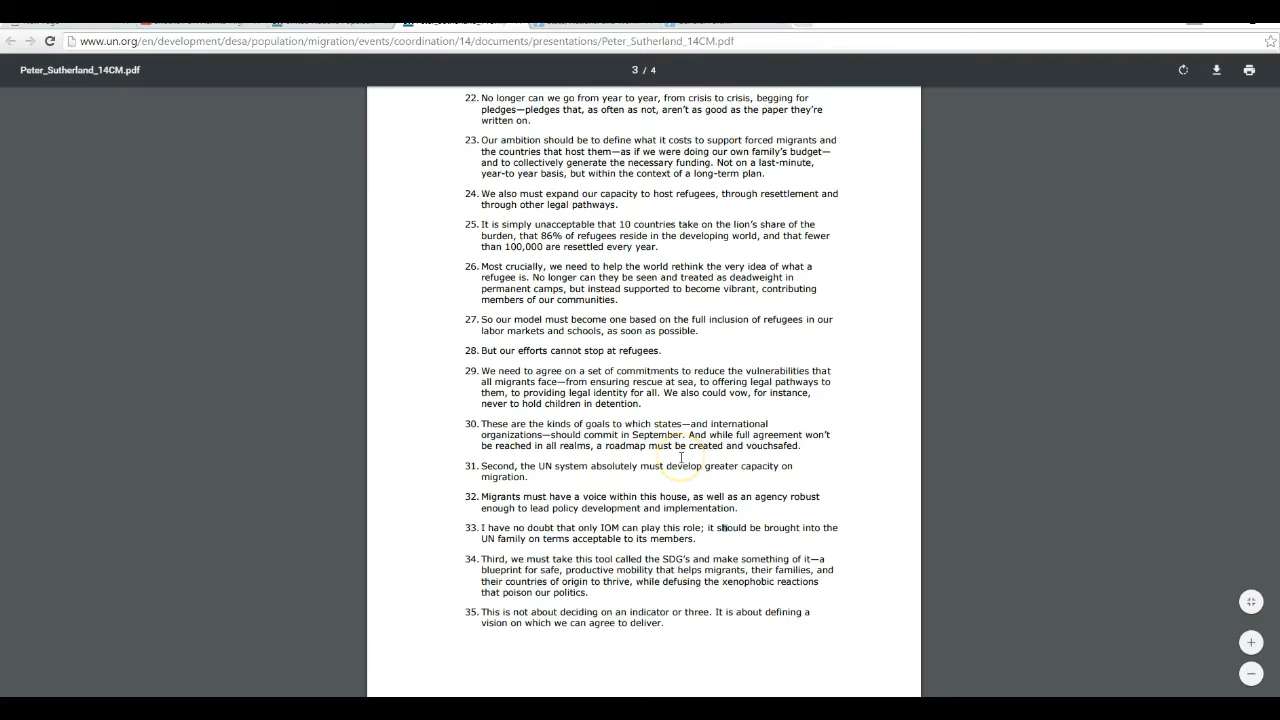 www.un.org/en/development/desa/population/migration/events/coordination/14/documents/presentations/Peter_Sutherland_14CM.pdf
Peter_Sutherland_14CM.pdf
3 / 4
22. No longer can we go from year to year, from crisis to crisis, begging for
pledges—pledges that, as often as not, aren't as good as the paper they're
written on.
23. Our ambition should be to define what it costs to support forced migrants and
the countries that host them—as if we were doing our own family's budget—
and to collectively generate the necessary funding. Not on a last-minute,
year-to year basis, but within the context of a long-term plan.
24. We also must expand our capacity to host refugees, through resettlement and
through other legal pathways.
25. It is simply unacceptable that 10 countries take on the lion's share of the
burden, that 86% of refugees reside in the developing world, and that fewer
than 100,000 are resettled every year.
26. Most crucially, we need to help the world rethink the very idea of what a
refugee is. No longer can they be seen and treated as deadweight in
permanent camps, but instead supported to become vibrant, contributing
members of our communities.
27. So our model must become one based on the full inclusion of refugees in our
labor markets and schools, as soon as possible.
28. But our efforts cannot stop at refugees.
29. We need to agree on a set of commitments to reduce the vulnerabilities that
all migrants face—from ensuring rescue at sea, to offering legal pathways to
them, to providing legal identity for all. We also could vow, for instance,
never to hold children in detention.
30. These are the kinds of goals to which states—and international
organizations—should commit in September. And while full agreement won't
be reached in all realms, a roadmap must be created and vouchsafed.
31. Second, the UN system absolutely must develop greater capacity on
migration.
32. Migrants must have a voice within this house, as well as an agency robust
enough to lead policy development and implementation.
33. I have no doubt that only IOM can play this role; it should be brought into the
UN family on terms acceptable to its members.
34. Third, we must take this tool called the SDG's and make something of it—a
blueprint for safe, productive mobility that helps migrants, their families, and
their countries of origin to thrive, while defusing the xenophobic reactions
that poison our politics.
35. This is not about deciding on an indicator or three. It is about defining a
vision on which we can agree to deliver.